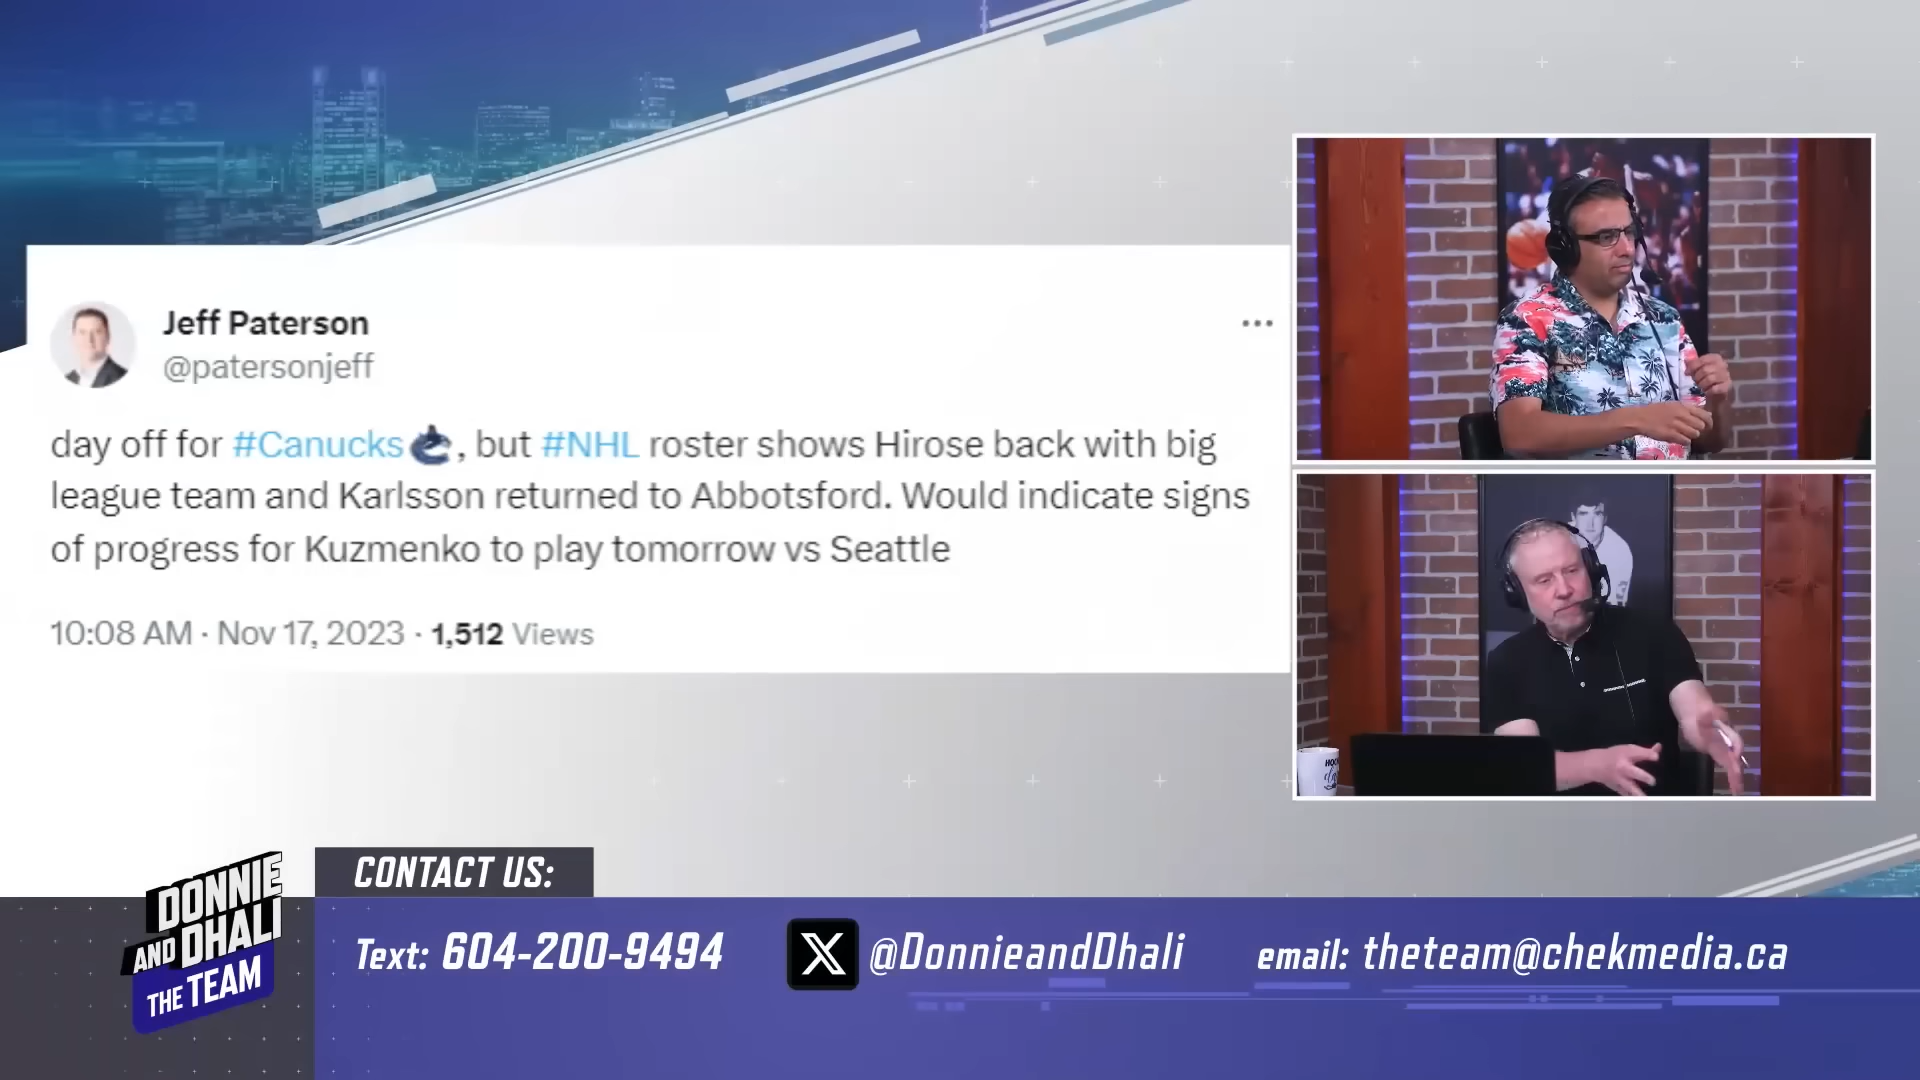 Jeff Paterson
@patersonjeff
day off for #Canucks, but #NHL roster shows Hirose back with big
league team and Karlsson returned to Abbotsford. Would indicate signs
of progress for Kuzmenko to play tomorrow vs Seattle
10:08 AM · Nov 17, 2023 · 1,512 Views
CONTACT US:
DONNIE
AND DHALI
THE TEAM
Text: 604-200-9494
@DonnieandDhali
email: theteam@chekmedia.ca